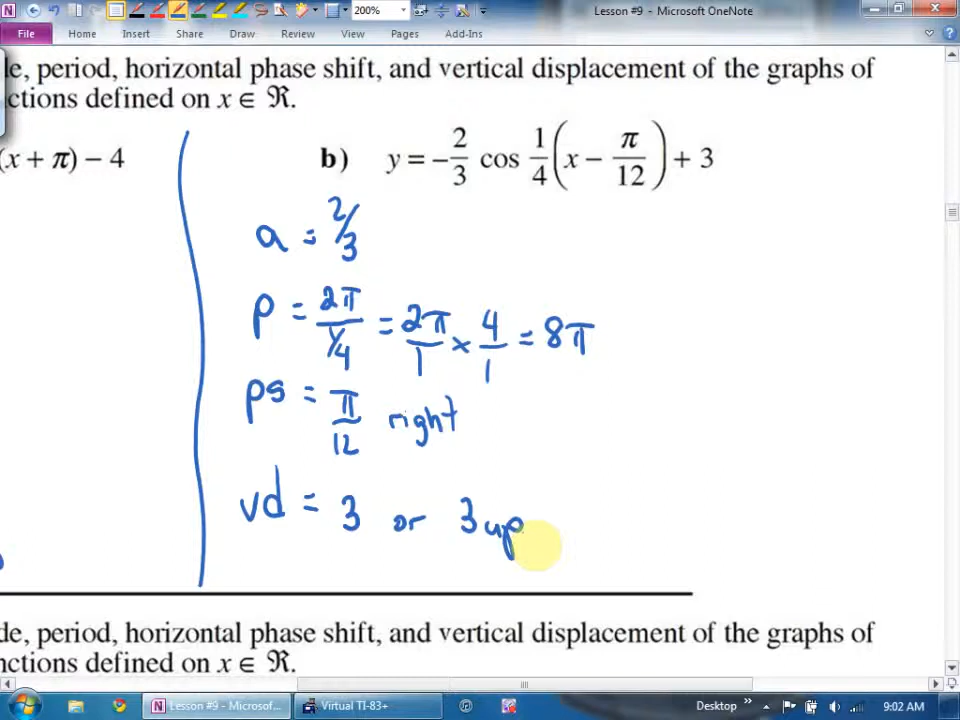 200%
Lesson #9 - Microsoft OneNote
File Home Insert Share Draw Review View Pages Add-Ins
de, period, horizontal phase shift, and vertical displacement of the graphs of
ctions defined on x ∈ ℜ.
(x + π) − 4
b) y = −2/3 cos 1/4 (x − π/12) + 3
a = 2/3
p = 2π/(1/4) = 2π/1 × 4/1 = 8π
ps = π/12 right
vd = 3 or 3 up
de, period, horizontal phase shift, and vertical displacement of the graphs of
nctions defined on x ∈ ℜ.
Lesson #9 - Microsof...
Virtual TI-83+
Desktop
9:02 AM